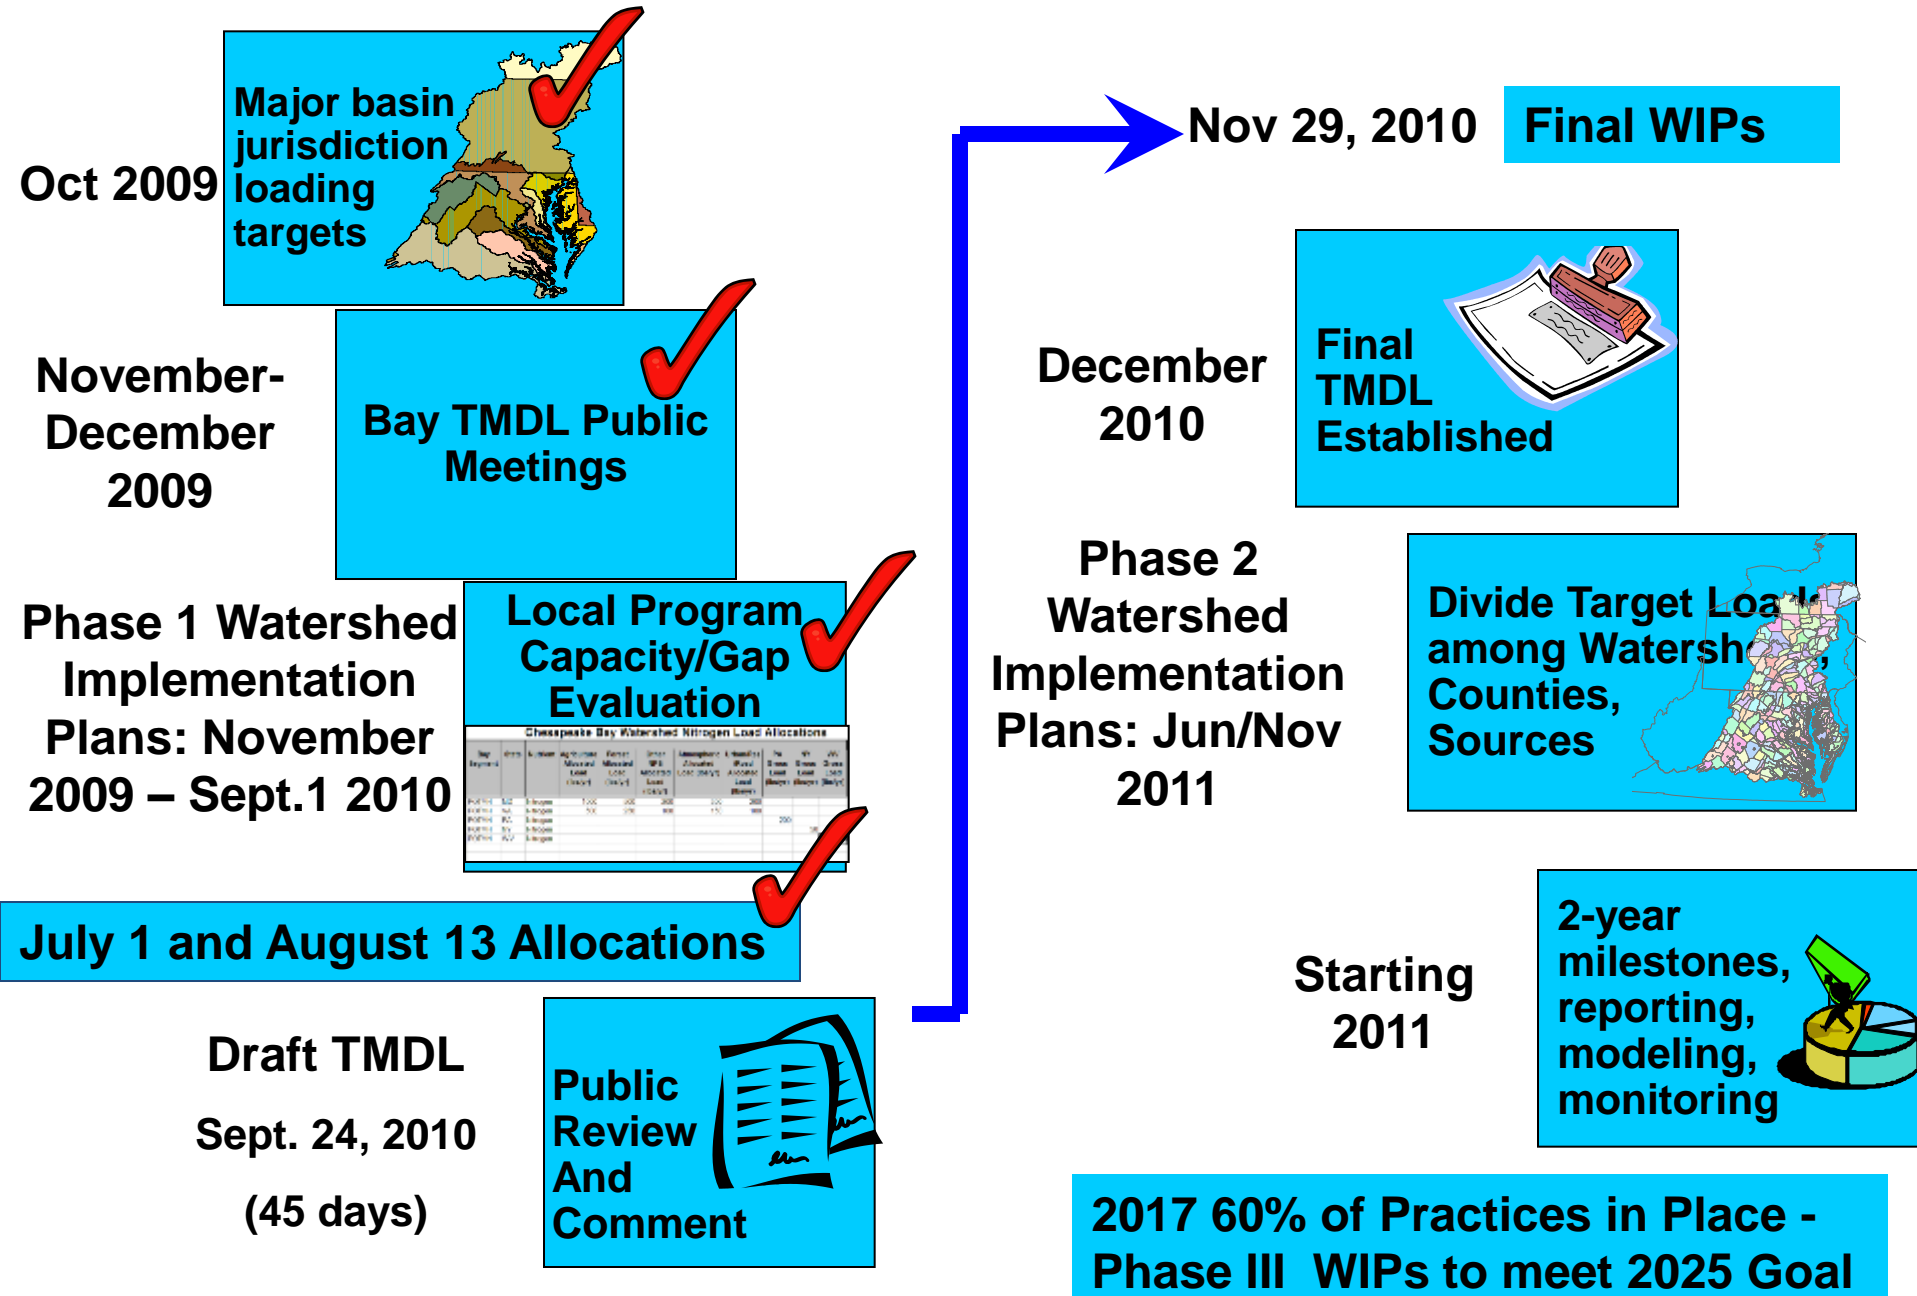 Oct 2009
Major basin
jurisdiction
loading
targets
November-
December
2009
Bay TMDL Public
Meetings
Phase 1 Watershed
Implementation
Plans: November
2009 – Sept.1 2010
Local Program
Capacity/Gap
Evaluation
Chesapeake Bay Watershed Nitrogen Load Allocations
July 1 and August 13 Allocations
Draft TMDL
Sept. 24, 2010
(45 days)
Public
Review
And
Comment
Nov 29, 2010
Final WIPs
December
2010
Final
TMDL
Established
Phase 2
Watershed
Implementation
Plans: Jun/Nov
2011
Divide Target Loads
among Watersheds,
Counties,
Sources
Starting
2011
2-year
milestones,
reporting,
modeling,
monitoring
2017 60% of Practices in Place -
Phase III WIPs to meet 2025 Goal